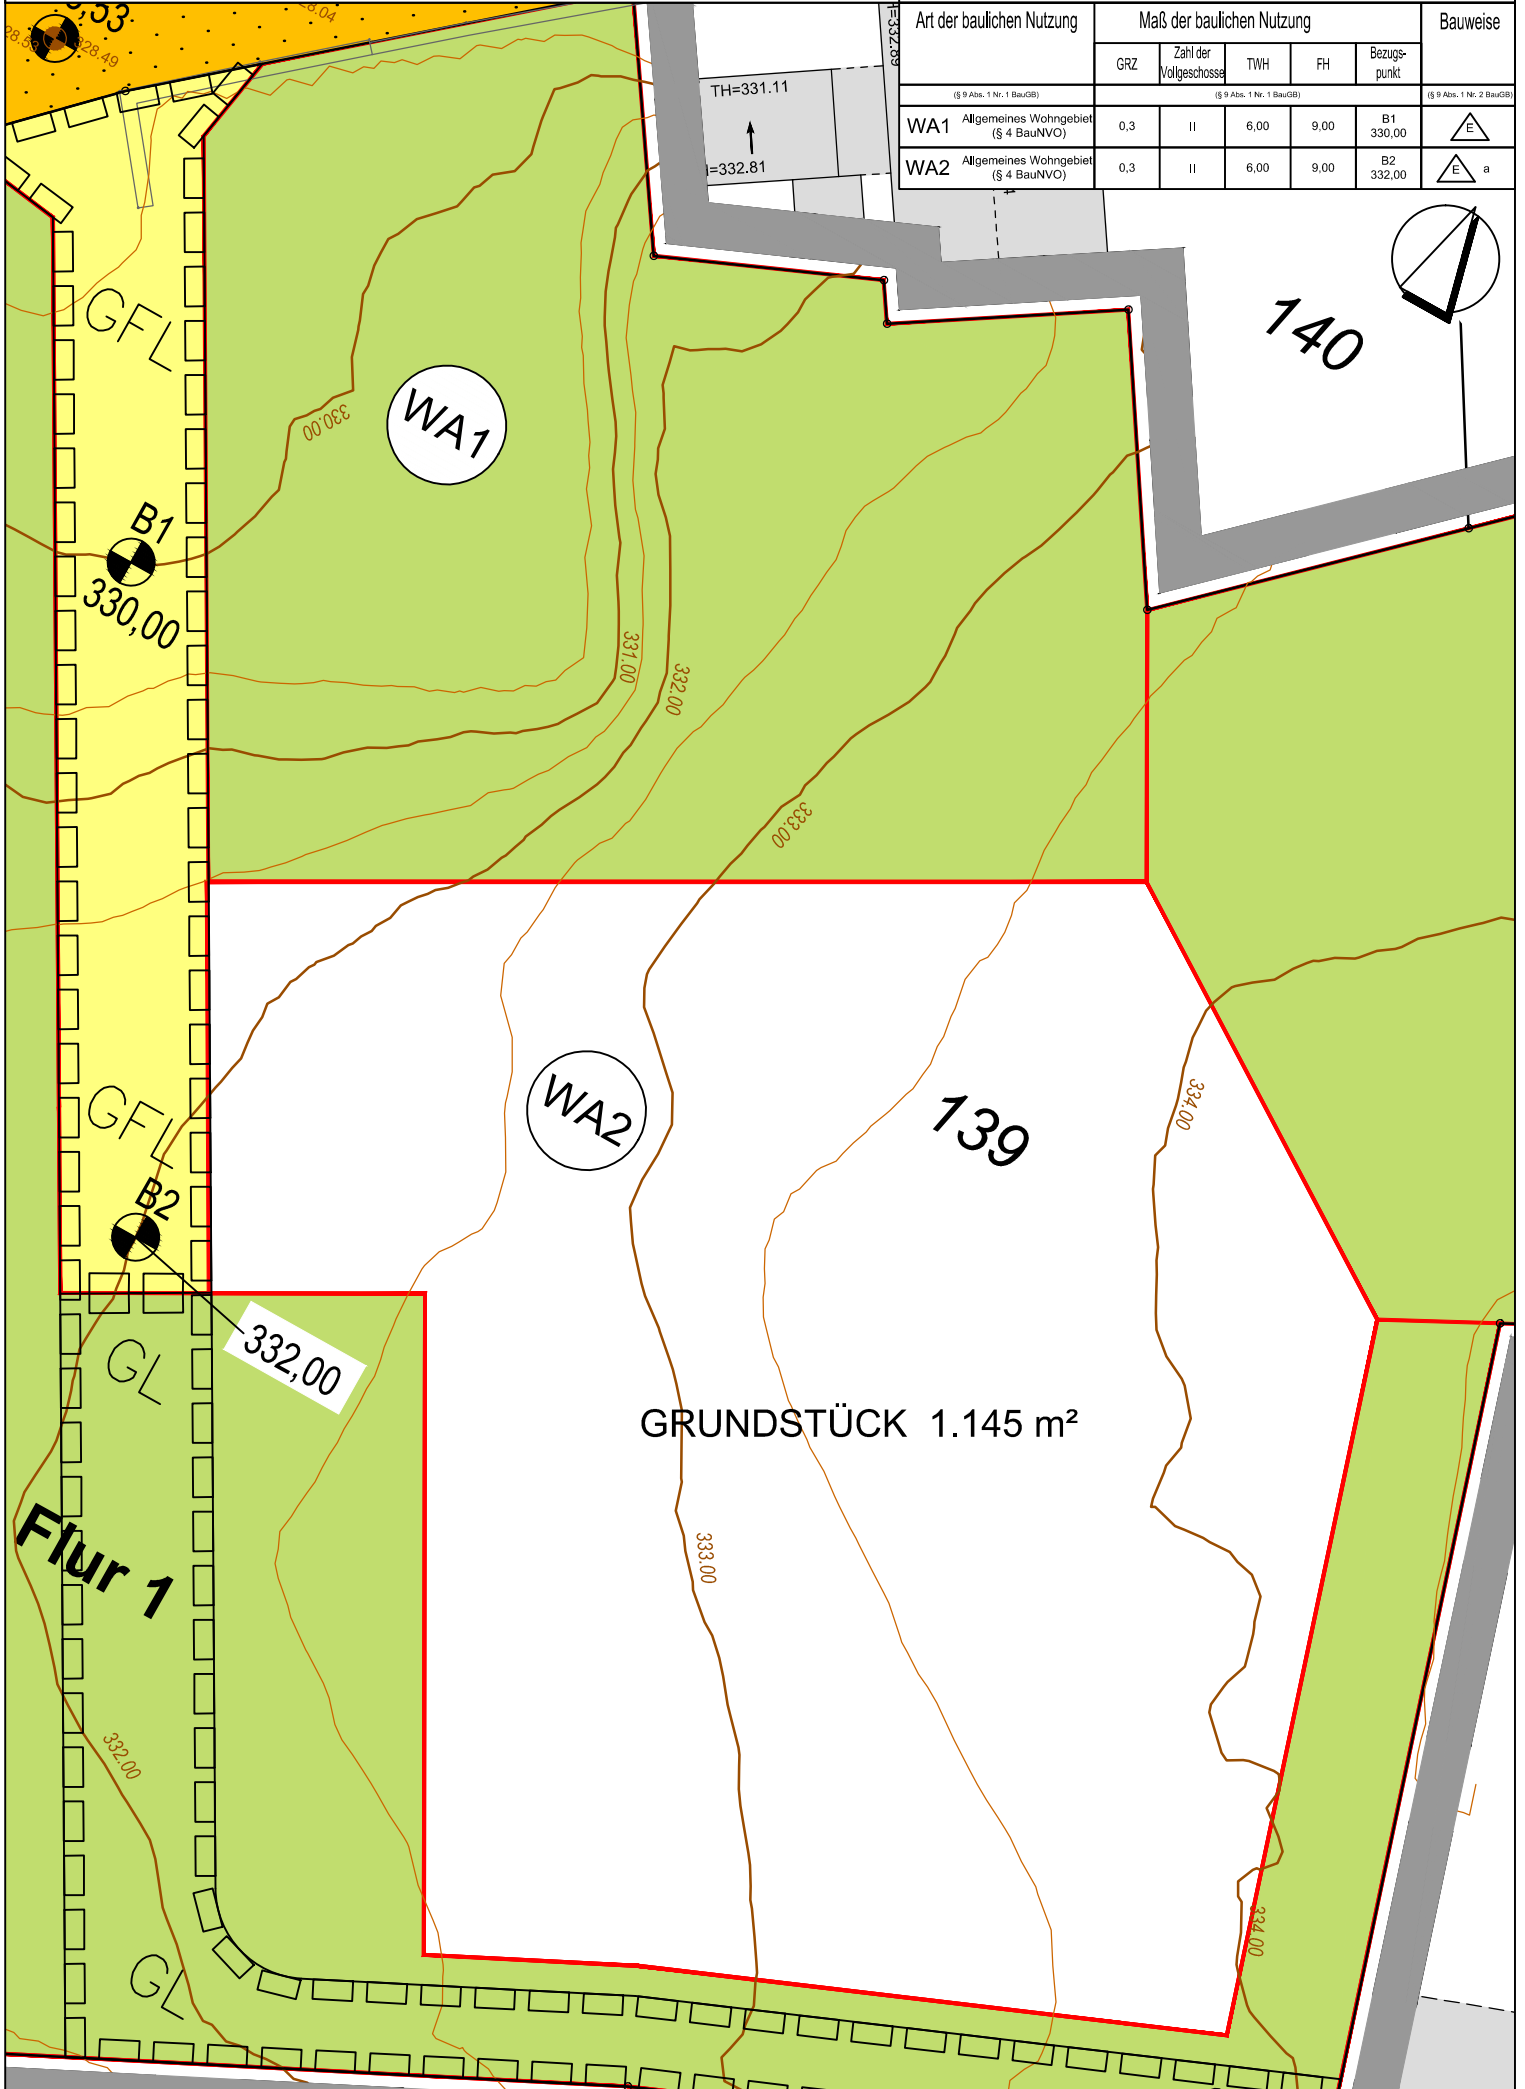 Art der baulichen Nutzung
Maß der baulichen Nutzung
Bauweise
GRZ
Zahl der
Vollgeschosse
TWH
FH
Bezugs-
punkt
(§ 9 Abs. 1 Nr. 1 BauGB)
(§ 9 Abs. 1 Nr. 1 BauGB)
(§ 9 Abs. 1 Nr. 2 BauGB)
WA1
Allgemeines Wohngebiet
(§ 4 BauNVO)
0,3
II
6,00
9,00
B1
330,00
E
WA2
Allgemeines Wohngebiet
(§ 4 BauNVO)
0,3
II
6,00
9,00
B2
332,00
E a
328.49
TH=331.11
=332.81
H=332.89
140
GFL
330.00
WA1
B1
330,00
331.00
332.00
333.00
GFL
WA2
139
334.00
B2
332,00
GL
GRUNDSTÜCK 1.145 m²
Flur 1
333.00
332.00
334.00
GL